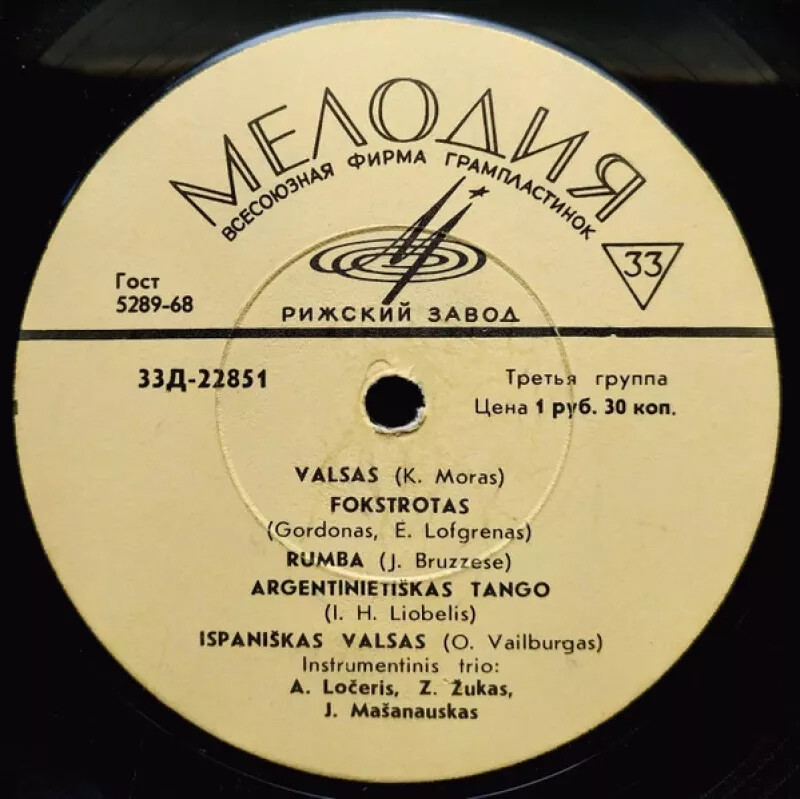 МЕЛОДИЯ
ВСЕСОЮЗНАЯ ФИРМА ГРАМПЛАСТИНОК
33
Гост
5289-68
РИЖСКИЙ ЗАВОД
33Д-22851
Третья группа
Цена 1 руб. 30 коп.
VALSAS (K. Moras)
FOKSTROTAS
(Gordonas, E. Lofgrenas)
RUMBA (J. Bruzzese)
ARGENTINIETIŠKAS TANGO
(I. H. Liobelis)
ISPANIŠKAS VALSAS (O. Vailburgas)
Instrumentinis trio:
A. Ločeris, Z. Žukas,
J. Mašanauskas